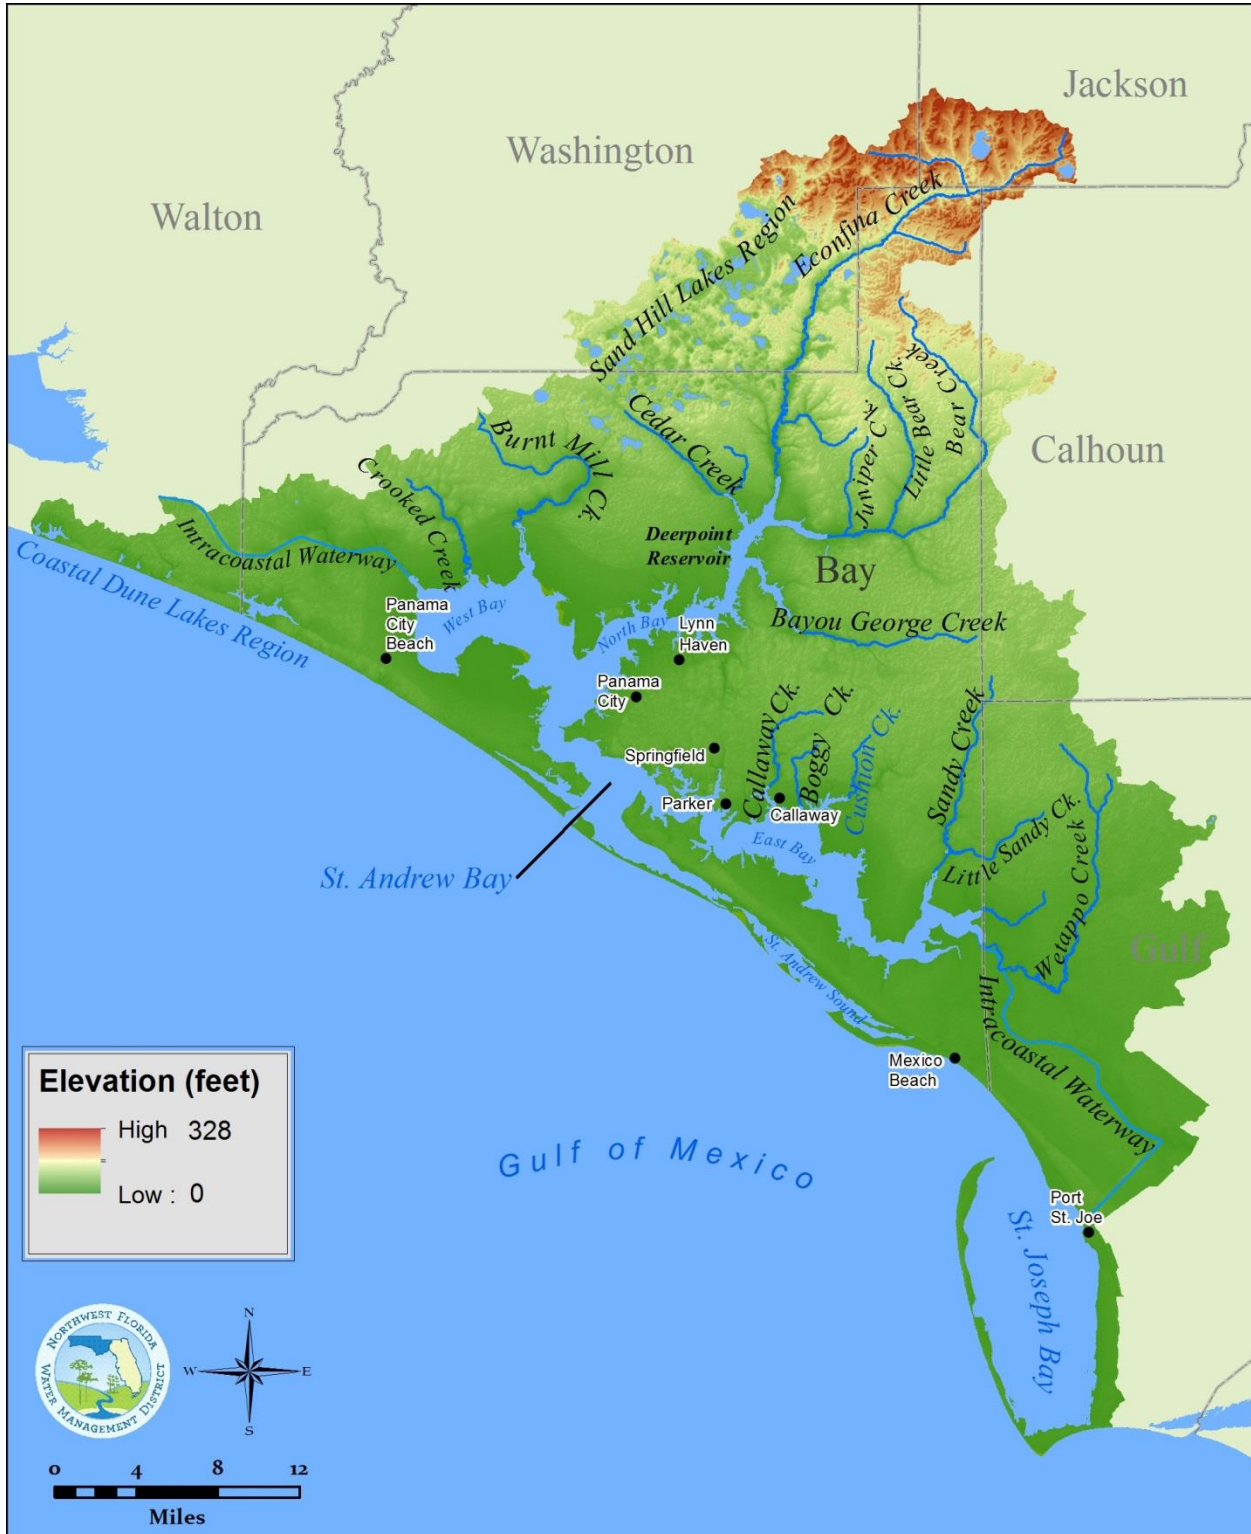 Jackson
Washington
Walton
Econfina Creek
Sand Hill Lakes Region
Calhoun
Burnt Mill Ck.
Cedar Creek
Juniper Ck.
Little Bear Ck.
Bear Creek
Crooked Creek
Intracoastal Waterway
Deerpoint
Reservoir
Bay
Coastal Dune Lakes Region
Panama
City
Beach
West Bay
North Bay
Lynn
Haven
Bayou George Creek
Panama
City
Springfield
Callaway Ck.
Boggy Ck.
Cushion Ck.
Sandy Creek
Parker
Callaway
East Bay
Little Sandy Ck.
Wetappo Creek
St. Andrew Bay
Gulf
St. Andrew Sound
Intracoastal Waterway
Mexico
Beach
Elevation (feet)
High 328
Low : 0
Gulf of Mexico
Port
St. Joe
St. Joseph Bay
NORTHWEST FLORIDA
WATER MANAGEMENT DISTRICT
N
W E
S
0 4 8 12
Miles